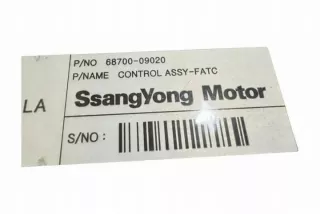 P/NO 68700-09020
P/NAME CONTROL ASSY-FATC
LA
SsangYong Motor
S/NO :